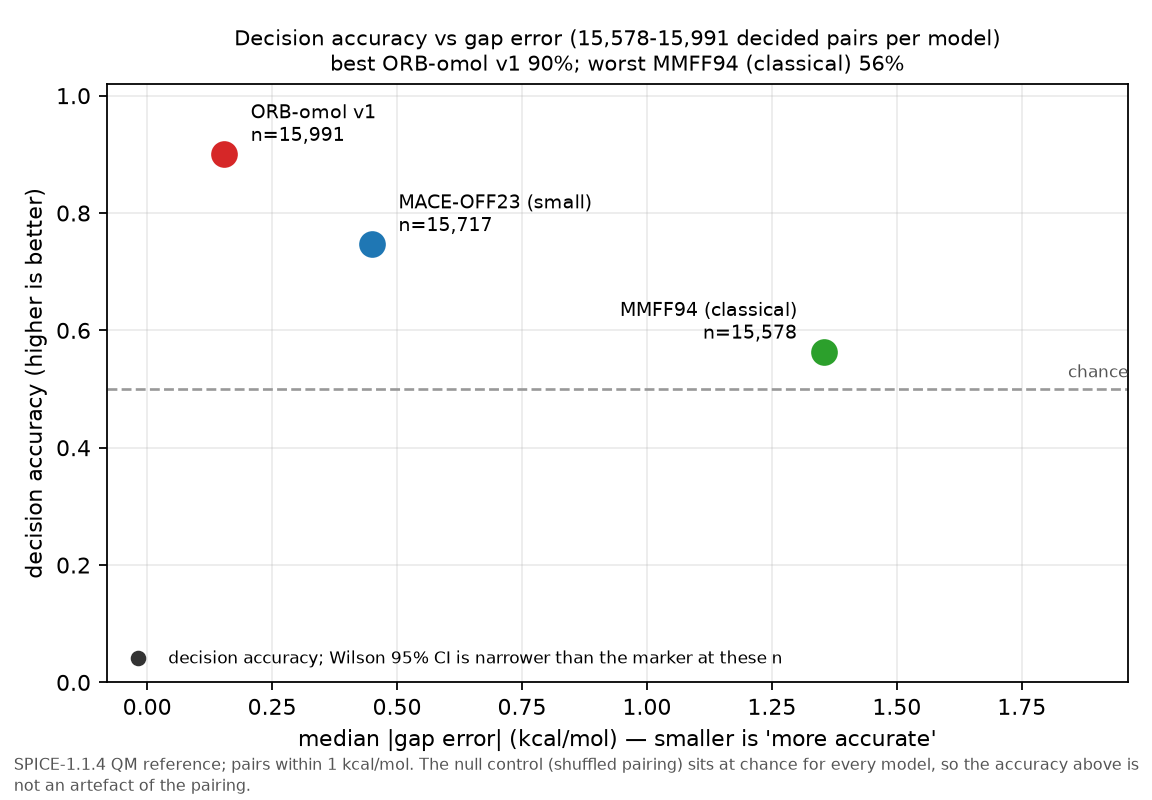 Decision accuracy vs gap error (15,578-15,991 decided pairs per model)
best ORB-omol v1 90%; worst MMFF94 (classical) 56%
decision accuracy (higher is better)
1.0
0.8
0.6
0.4
0.2
0.0
ORB-omol v1
n=15,991
MACE-OFF23 (small)
n=15,717
MMFF94 (classical)
n=15,578
chance
decision accuracy; Wilson 95% CI is narrower than the marker at these n
0.00 0.25 0.50 0.75 1.00 1.25 1.50 1.75
median |gap error| (kcal/mol) — smaller is 'more accurate'
SPICE-1.1.4 QM reference; pairs within 1 kcal/mol. The null control (shuffled pairing) sits at chance for every model, so the accuracy above is
not an artefact of the pairing.